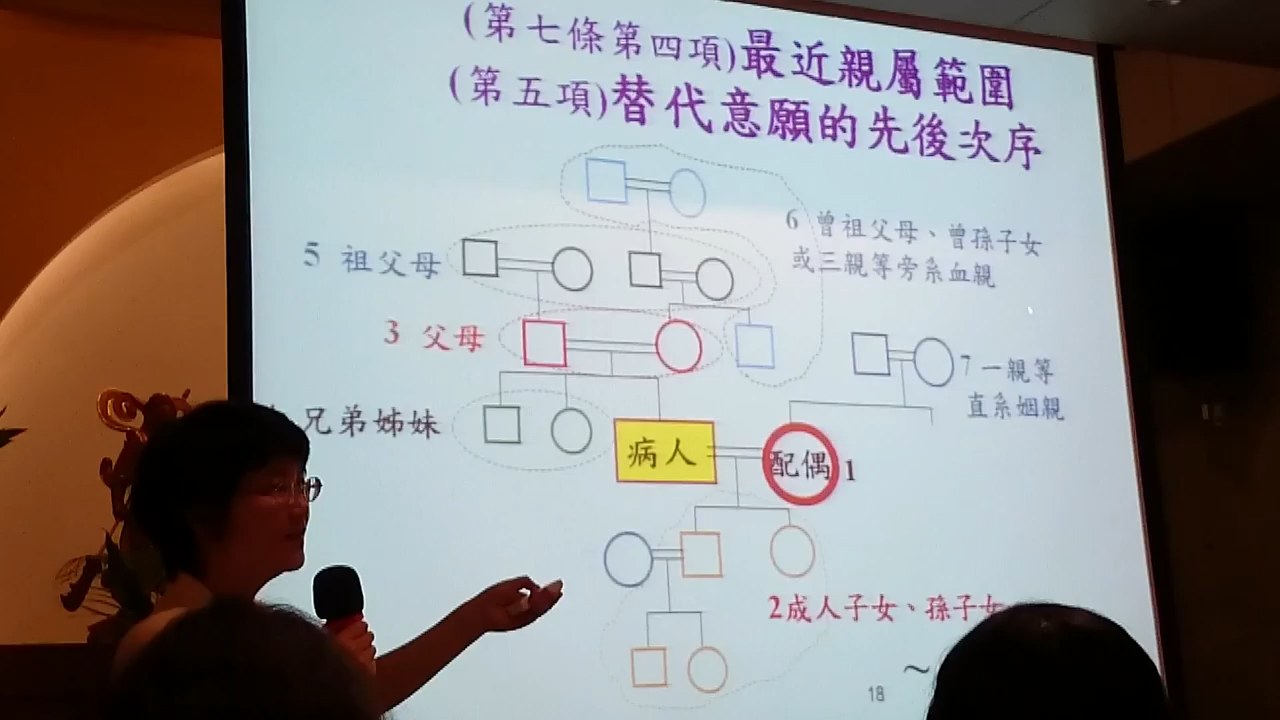 (第七條第四項)最近親屬範圍
(第五項)替代意願的先後次序
6 曾祖父母、曾孫子女
或三親等旁系血親
5 祖父母
3 父母
7 一親等
直系姻親
兄弟姊妹
病人
配偶 1
2成人子女、孫子女
~
18